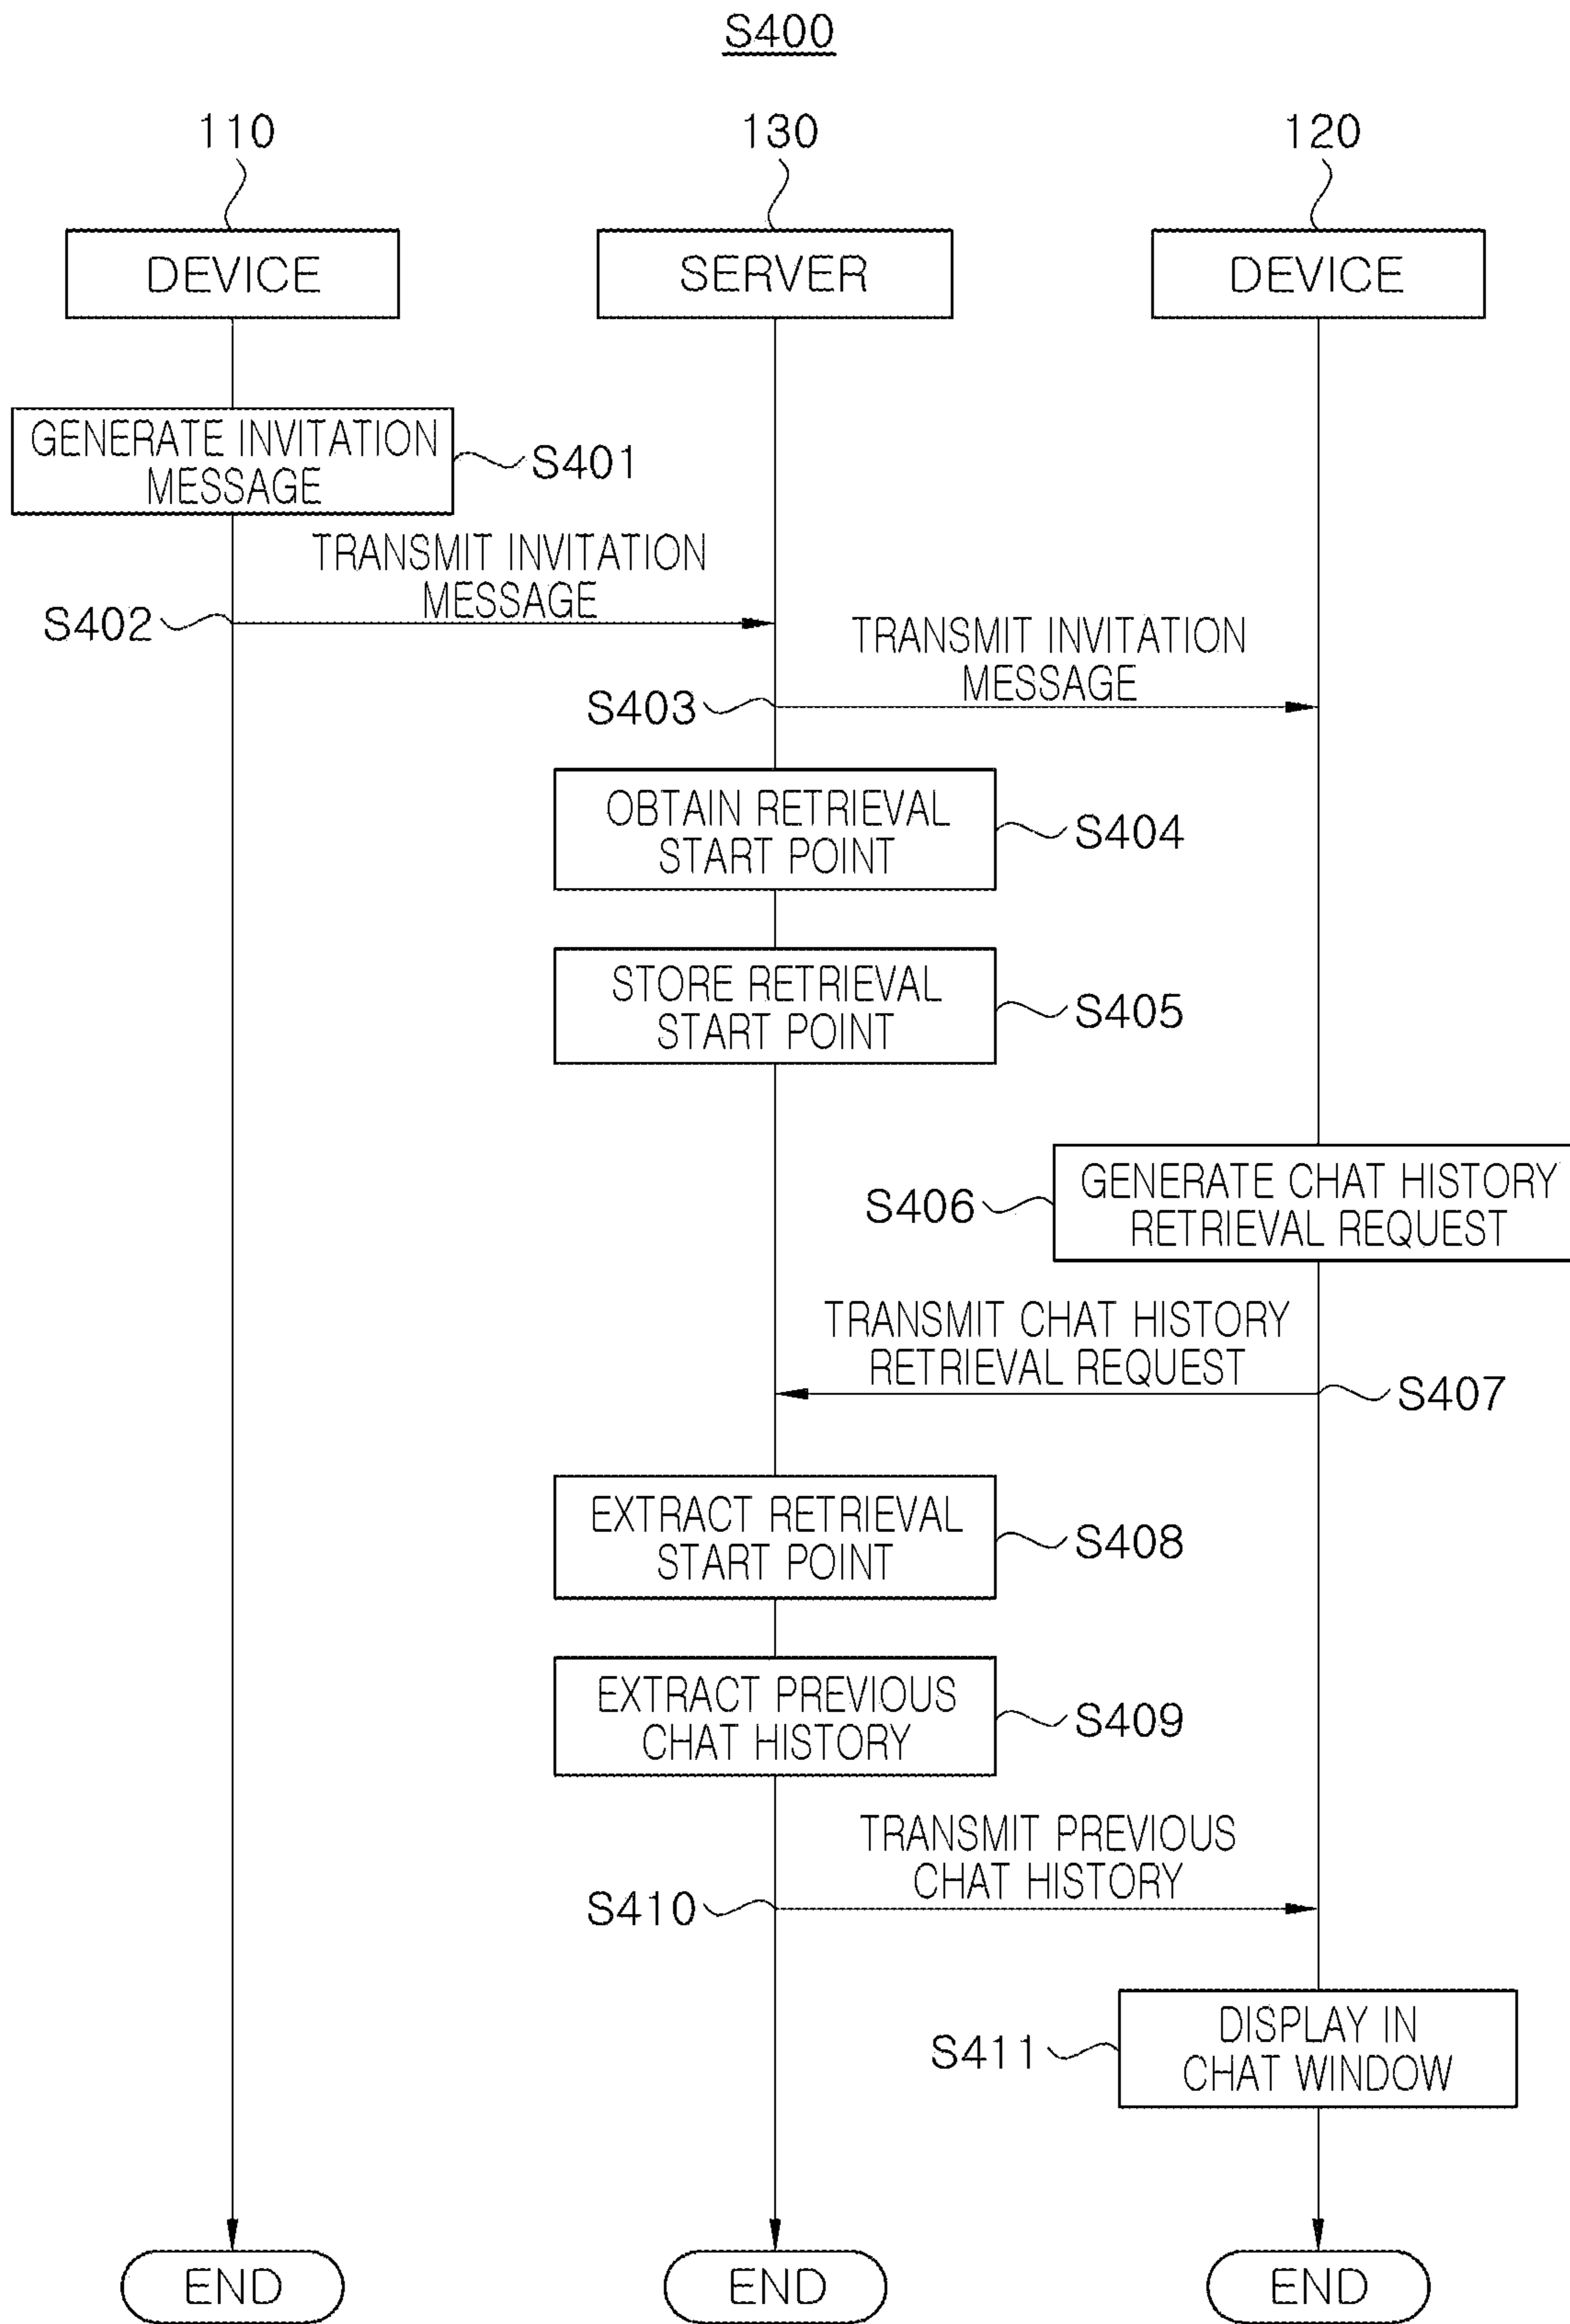 S400
110
130
120
DEVICE
SERVER
DEVICE
GENERATE INVITATION
MESSAGE
S401
TRANSMIT INVITATION
MESSAGE
S402
TRANSMIT INVITATION
MESSAGE
S403
OBTAIN RETRIEVAL
START POINT
S404
STORE RETRIEVAL
START POINT
S405
S406
GENERATE CHAT HISTORY
RETRIEVAL REQUEST
TRANSMIT CHAT HISTORY
RETRIEVAL REQUEST
S407
EXTRACT RETRIEVAL
START POINT
S408
EXTRACT PREVIOUS
CHAT HISTORY
S409
TRANSMIT PREVIOUS
CHAT HISTORY
S410
S411
DISPLAY IN
CHAT WINDOW
END
END
END